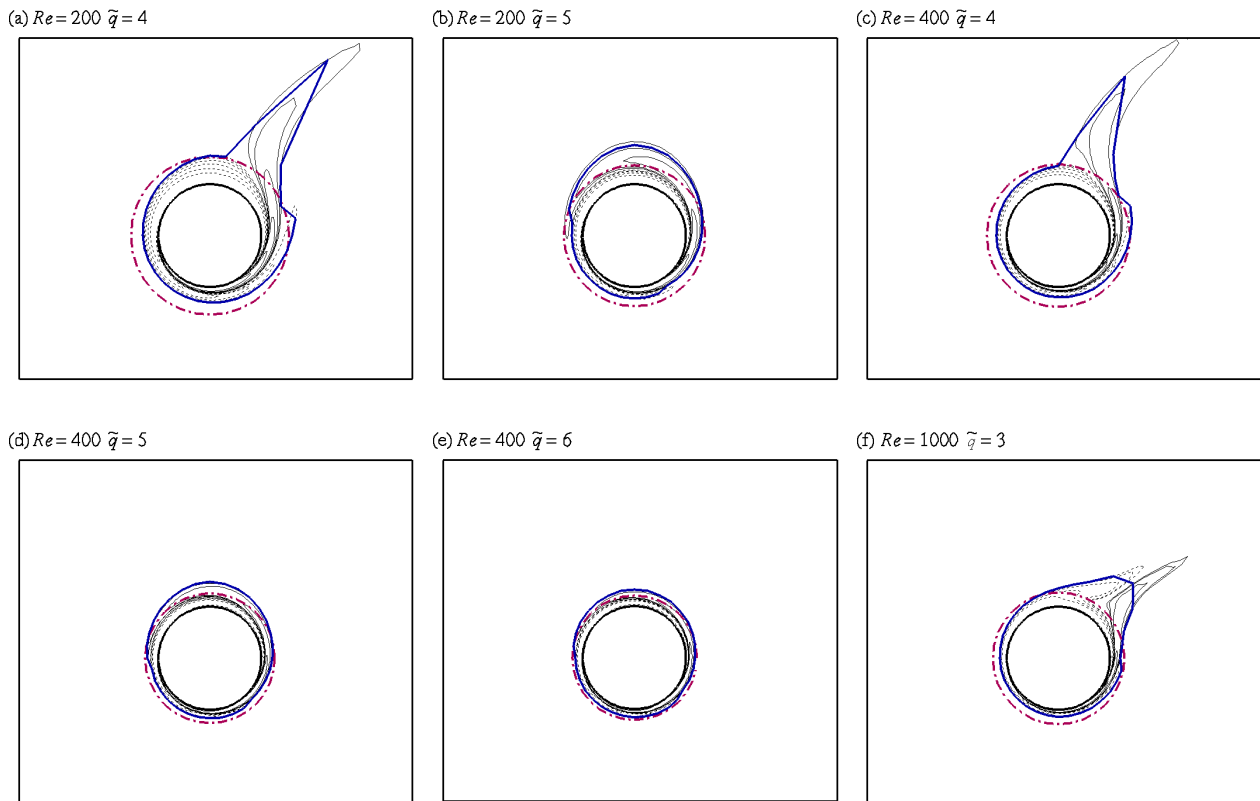 (a) Re = 200 q̃ = 4
(b) Re = 200 q̃ = 5
(c) Re = 400 q̃ = 4
(d) Re = 400 q̃ = 5
(e) Re = 400 q̃ = 6
(f) Re = 1000 q̃ = 3